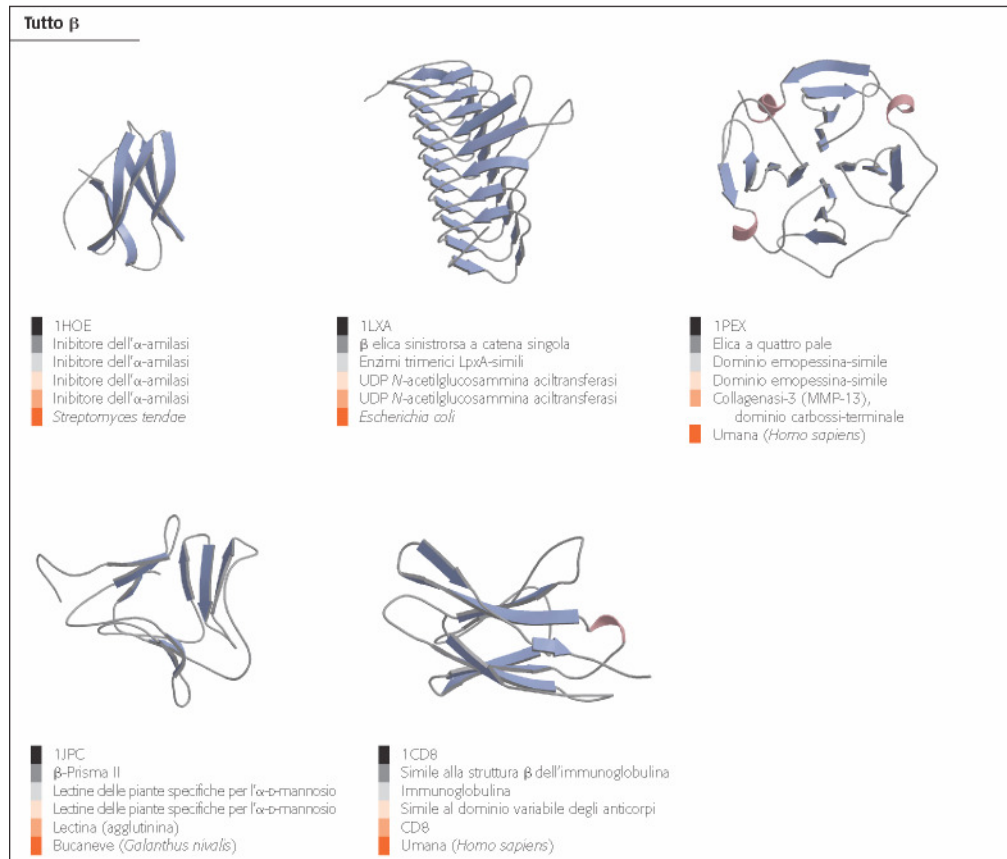 Tutto β
1HOE
Inibitore dell'α-amilasi
Inibitore dell'α-amilasi
Inibitore dell'α-amilasi
Inibitore dell'α-amilasi
Streptomyces tendae
1LXA
β elica sinistrorsa a catena singola
Enzimi trimerici LpxA-simili
UDP N-acetilglucosammina aciltransferasi
UDP N-acetilglucosammina aciltransferasi
Escherichia coli
1PEX
Elica a quattro pale
Dominio emopessina-simile
Dominio emopessina-simile
Collagenasi-3 (MMP-13),
dominio carbossi-terminale
Umana (Homo sapiens)
1JPC
β-Prisma II
Lectine delle piante specifiche per l'α-D-mannosio
Lectine delle piante specifiche per l'α-D-mannosio
Lectina (agglutinina)
Bucaneve (Galanthus nivalis)
1CD8
Simile alla struttura β dell'immunoglobulina
Immunoglobulina
Simile al dominio variabile degli anticorpi
CD8
Umana (Homo sapiens)